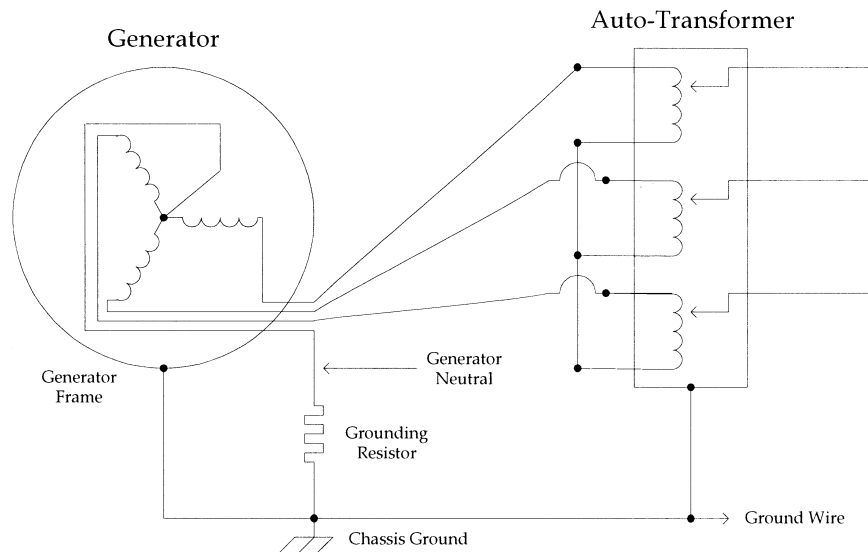 Auto-Transformer
Generator
Generator
Neutral
Generator
Frame
Grounding
Resistor
Ground Wire
Chassis Ground